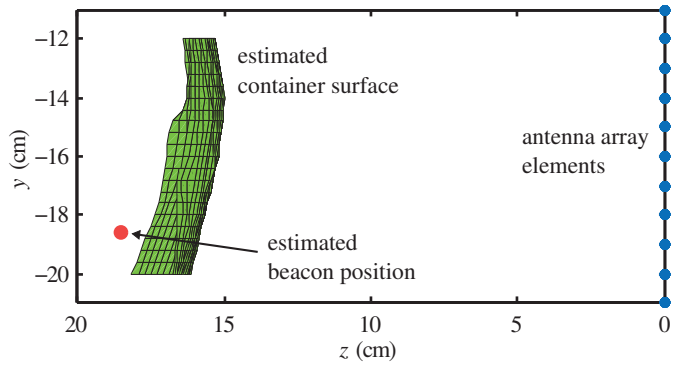 −12
−14
−16
−18
−20
y (cm)
estimated
container surface
antenna array
elements
estimated
beacon position
20
15
10
5
0
z (cm)